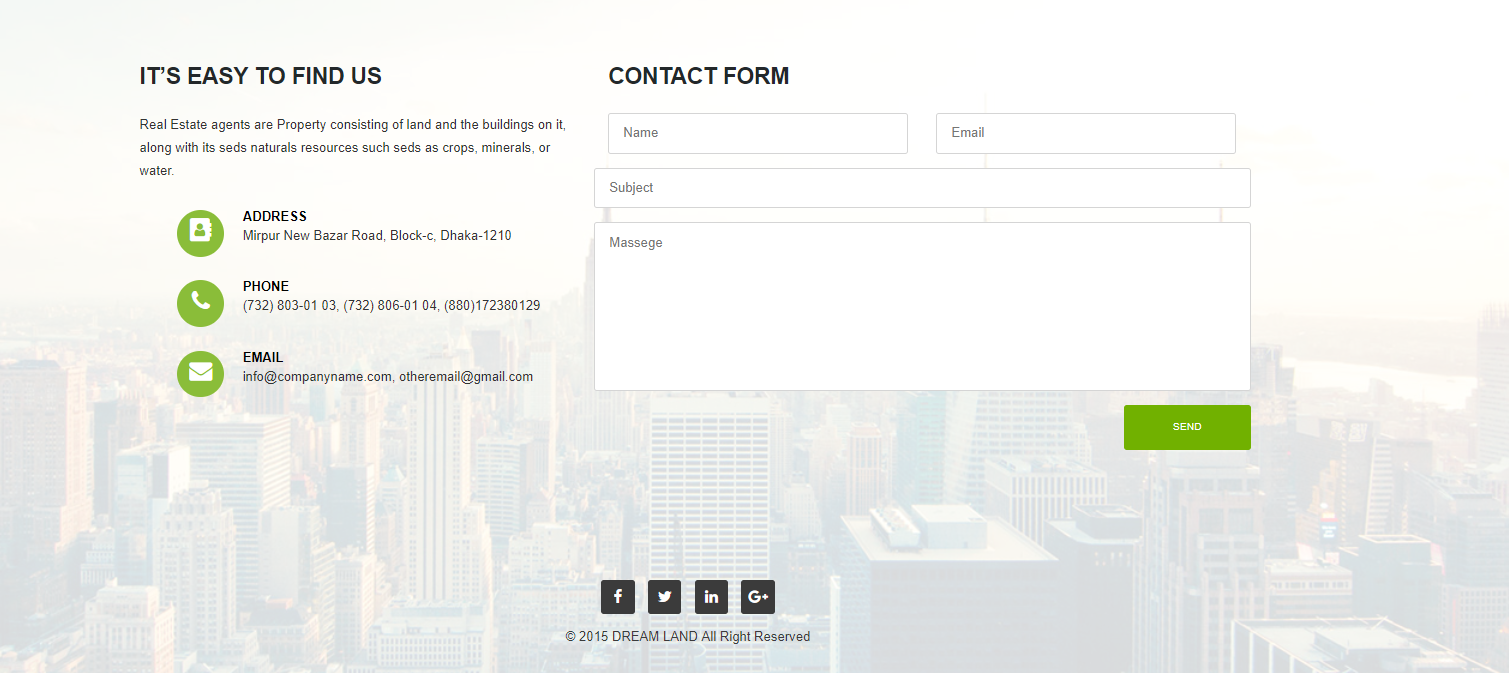 IT’S EASY TO FIND US
Real Estate agents are Property consisting of land and the buildings on it,
along with its seds naturals resources such seds as crops, minerals, or
water.
ADDRESS
Mirpur New Bazar Road, Block-c, Dhaka-1210
PHONE
(732) 803-01 03, (732) 806-01 04, (880)172380129
EMAIL
info@companyname.com, otheremail@gmail.com
CONTACT FORM
Name
Email
Subject
Massege
SEND
© 2015 DREAM LAND All Right Reserved